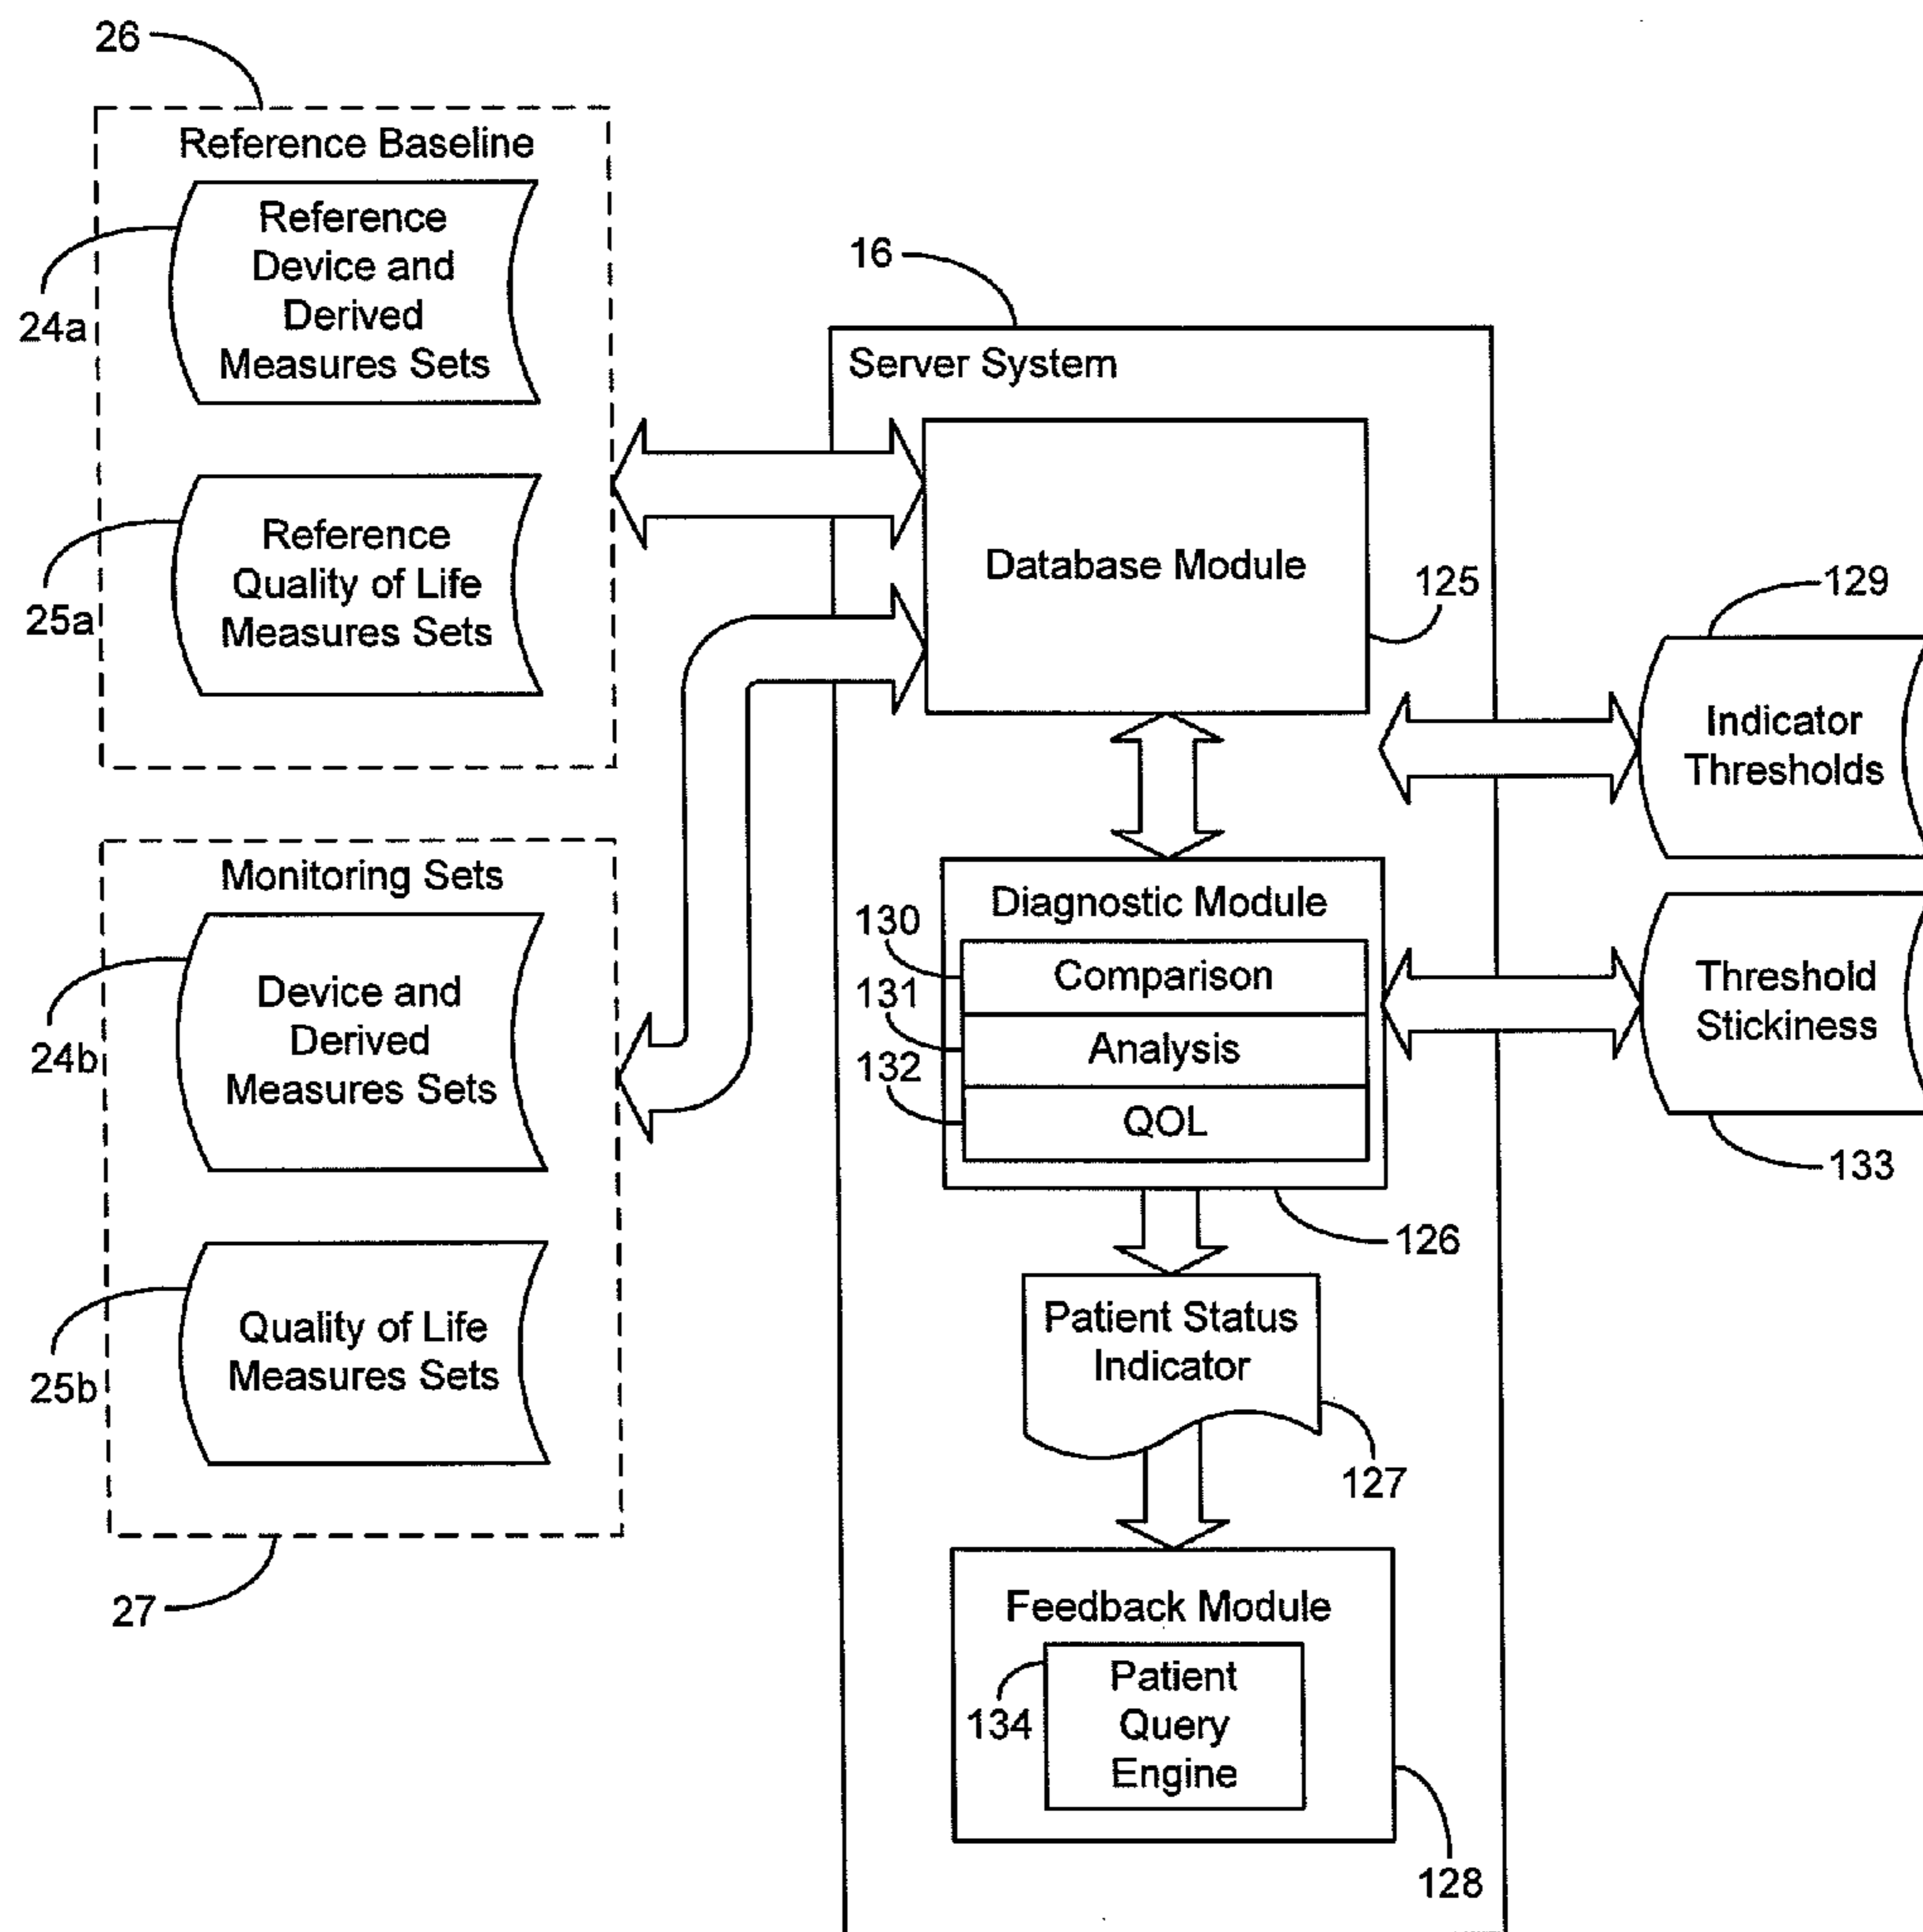 26
Reference Baseline
Reference
Device and
Derived
Measures Sets
24a
Reference
Quality of Life
Measures Sets
25a
Monitoring Sets
Device and
Derived
Measures Sets
24b
Quality of Life
Measures Sets
25b
27
16
Server System
Database Module
125
129
Indicator
Thresholds
Diagnostic Module
130
Comparison
131
Analysis
132
QOL
Threshold
Stickiness
133
126
Patient Status
Indicator
127
Feedback Module
134
Patient
Query
Engine
128